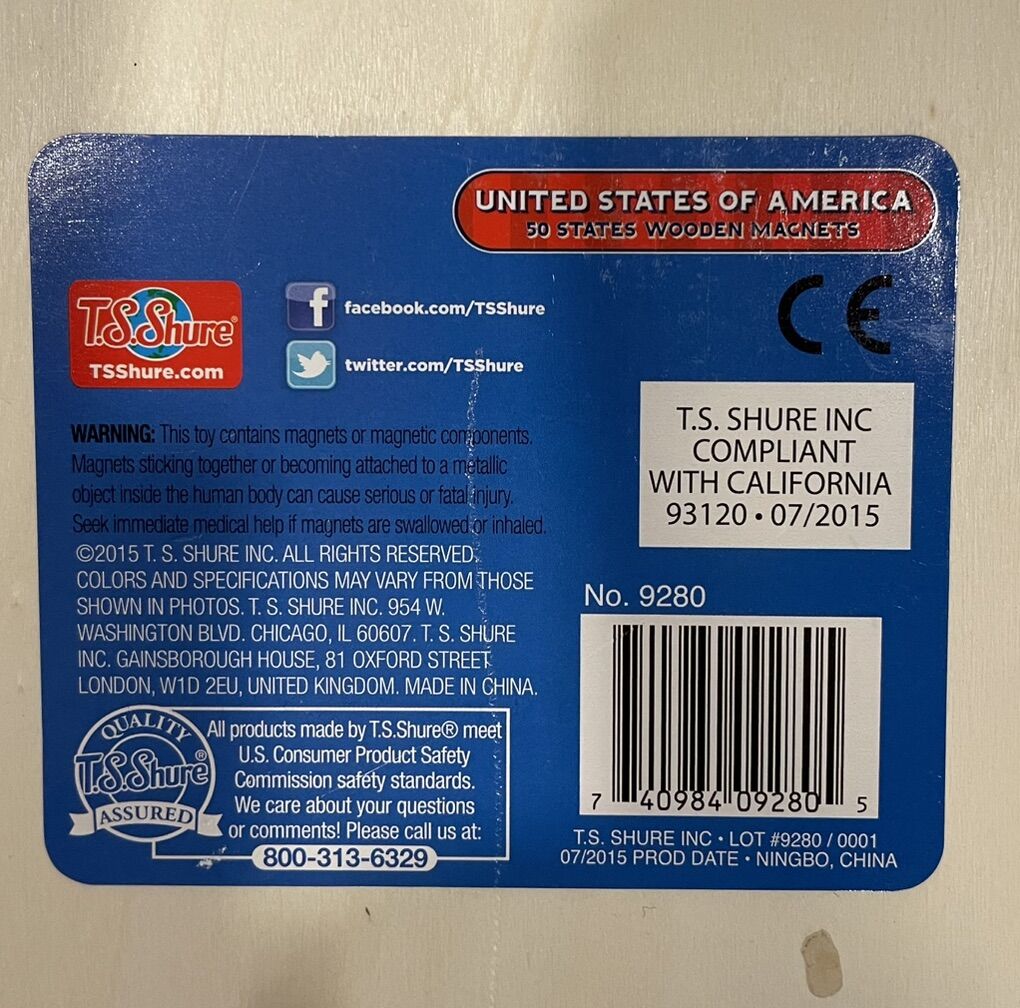 UNITED STATES OF AMERICA
50 STATES WOODEN MAGNETS
T.S.Shure®
TSShure.com
f
facebook.com/TSShure
twitter.com/TSShure
CE
T.S. SHURE INC
COMPLIANT
WITH CALIFORNIA
93120 • 07/2015
WARNING: This toy contains magnets or magnetic components.
Magnets sticking together or becoming attached to a metallic
object inside the human body can cause serious or fatal injury.
Seek immediate medical help if magnets are swallowed or inhaled.
©2015 T. S. SHURE INC. ALL RIGHTS RESERVED.
COLORS AND SPECIFICATIONS MAY VARY FROM THOSE
SHOWN IN PHOTOS. T. S. SHURE INC. 954 W.
WASHINGTON BLVD. CHICAGO, IL 60607. T. S. SHURE
INC. GAINSBOROUGH HOUSE, 81 OXFORD STREET
LONDON, W1D 2EU, UNITED KINGDOM. MADE IN CHINA.
QUALITY
T.S.Shure®
ASSURED
All products made by T.S.Shure® meet
U.S. Consumer Product Safety
Commission safety standards.
We care about your questions
or comments! Please call us at:
800-313-6329
No. 9280
7 40984 09280 5
T.S. SHURE INC • LOT #9280 / 0001
07/2015 PROD DATE • NINGBO, CHINA